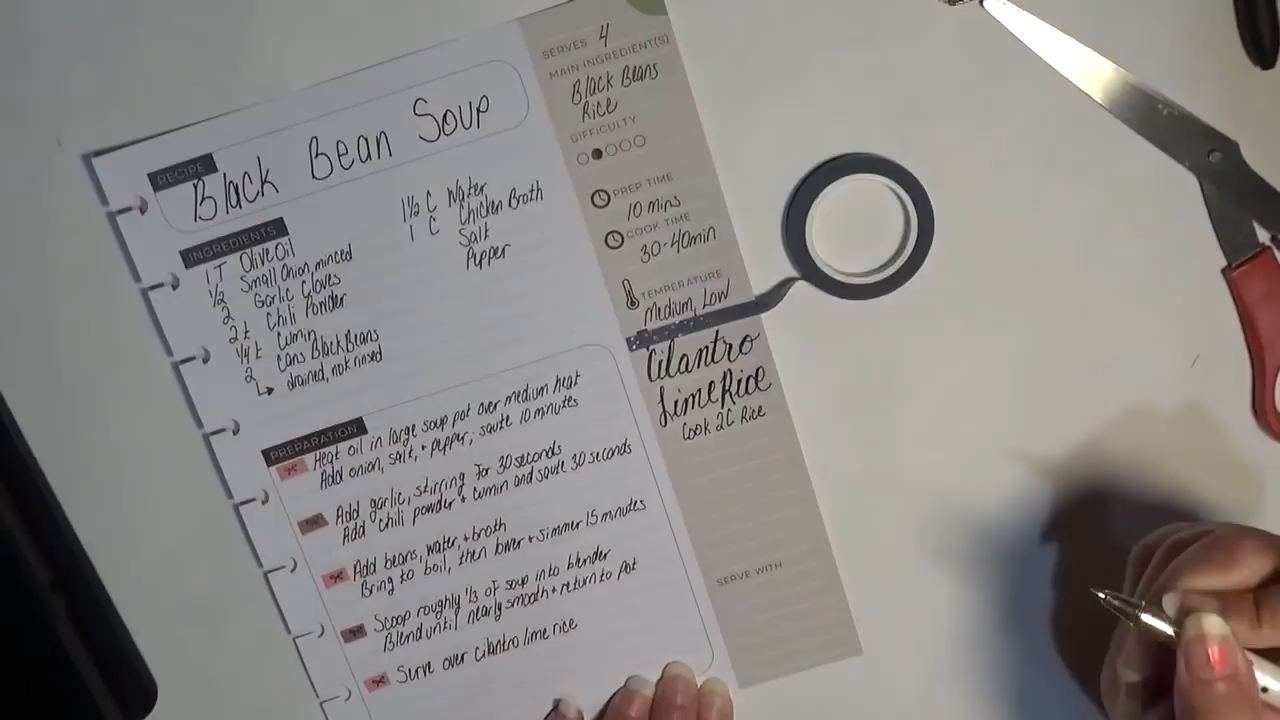 RECIPE
Black Bean Soup
INGREDIENTS
1 T Olive Oil
1/2 Small Onion, minced
2 Garlic Cloves
2 t Chili Powder
1/4 t Cumin
2 Cans Black Beans
drained, not rinsed
1 1/2 C Water
1 C Chicken Broth
Salt
Pepper
PREPARATION
Heat oil in large soup pot over medium heat
Add onion, salt, + pepper; saute 10 minutes
Add garlic, stirring for 30 seconds
Add chili powder + cumin and saute 30 seconds
Add beans, water, + broth
Bring to boil, then lower + simmer 15 minutes
Scoop roughly 1/3 of soup into blender
Blend until nearly smooth + return to pot
Serve over cilantro lime rice
SERVES 4
MAIN INGREDIENT(S)
Black Beans
Rice
DIFFICULTY
PREP TIME
10 mins
COOK TIME
30-40min
TEMPERATURE
Medium, Low
Cilantro
Lime Rice
Cook 2C Rice
SERVE WITH